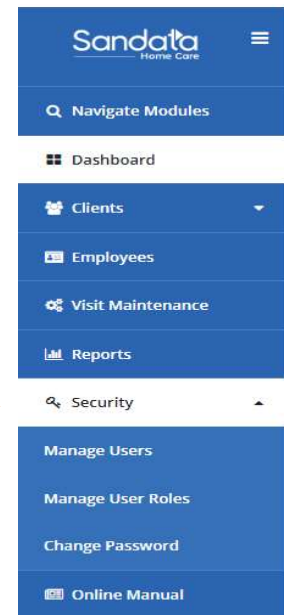 Sandata
Home Care
Navigate Modules
Dashboard
Clients
Employees
Visit Maintenance
Reports
Security
Manage Users
Manage User Roles
Change Password
Online Manual